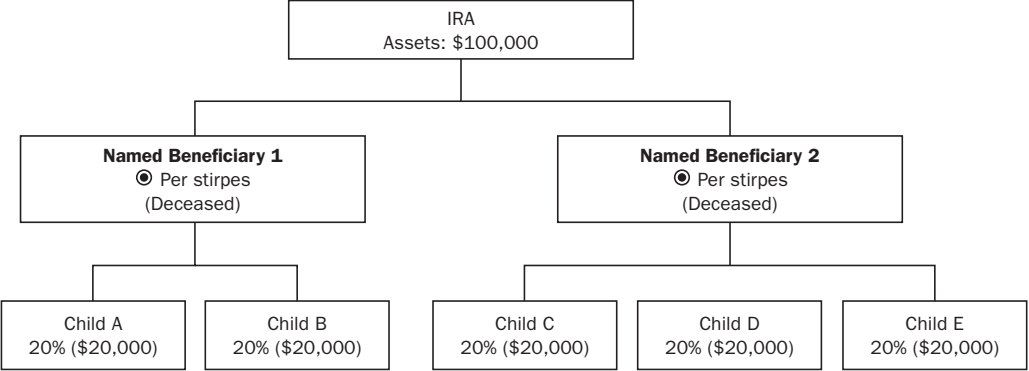 IRA
Assets: $100,000
Named Beneficiary 1
Per stirpes
(Deceased)
Named Beneficiary 2
Per stirpes
(Deceased)
Child A
20% ($20,000)
Child B
20% ($20,000)
Child C
20% ($20,000)
Child D
20% ($20,000)
Child E
20% ($20,000)